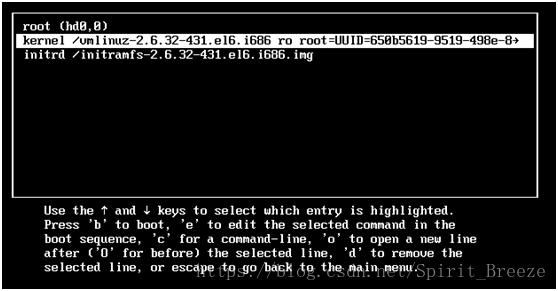 root (hd0,0)
kernel /vmlinuz-2.6.32-431.el6.i686 ro root=UUID=650b5619-9519-498e-8→
initrd /initramfs-2.6.32-431.el6.i686.img
Use the ↑ and ↓ keys to select which entry is highlighted.
Press 'b' to boot, 'e' to edit the selected command in the
boot sequence, 'c' for a command-line, 'o' to open a new line
after ('O' for before) the selected line, 'd' to remove the
selected line, or escape to go back to the main menu.
https://blog.csdn.net/Spirit_Breeze